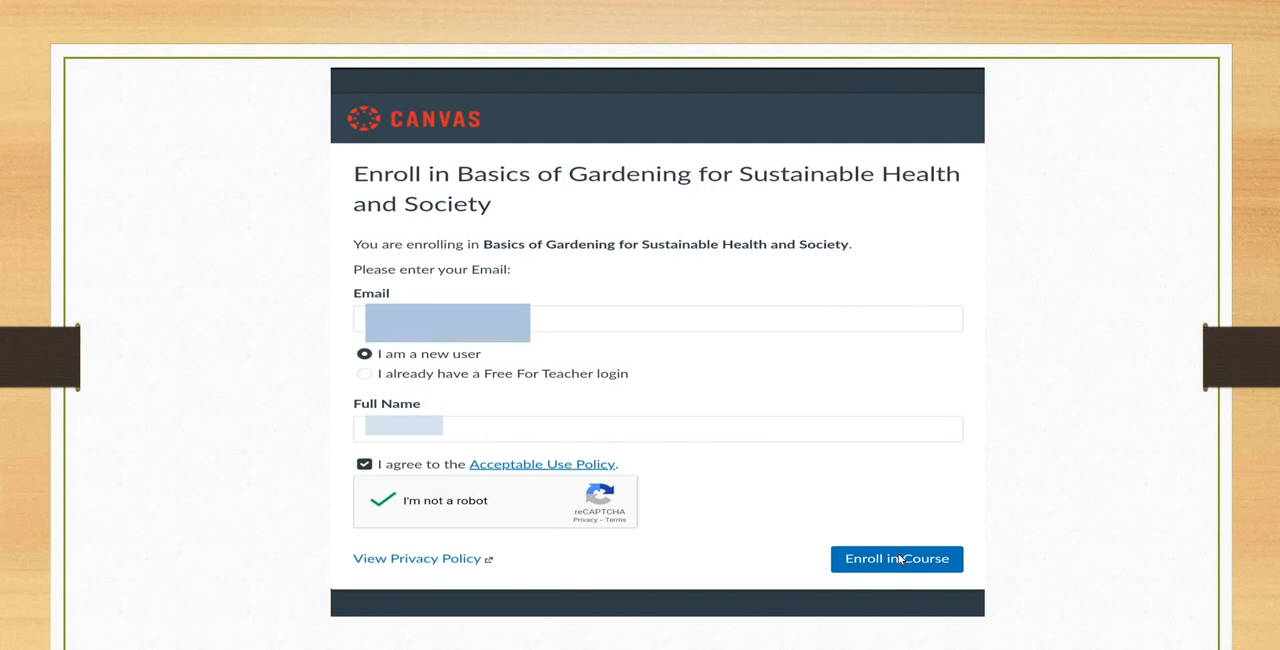 CANVAS
Enroll in Basics of Gardening for Sustainable Health
and Society
You are enrolling in Basics of Gardening for Sustainable Health and Society.
Please enter your Email:
Email
I am a new user
I already have a Free For Teacher login
Full Name
I agree to the Acceptable Use Policy.
I'm not a robot
reCAPTCHA
Privacy - Terms
View Privacy Policy
Enroll in Course